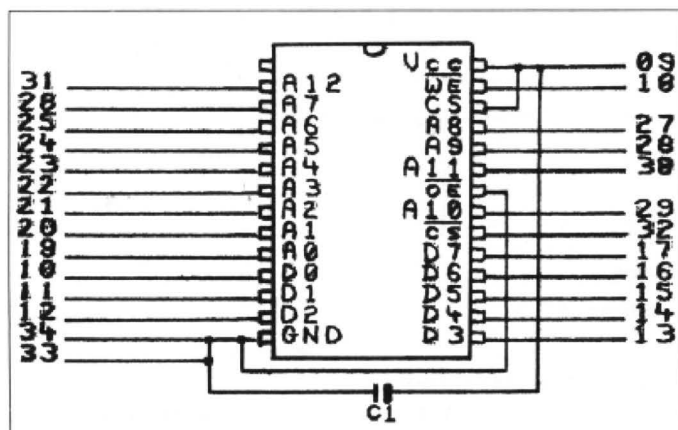 Vcc 09
31 A12 WE 18
26 A7 CS
25 A6 A8 27
24 A5 A9 28
23 A4 A11 30
22 A3 OE
21 A2 A10 29
20 A1 CS 32
19 A0 D7 17
10 D0 D6 16
11 D1 D5 15
12 D2 D4 14
34 GND D3 13
33
C1